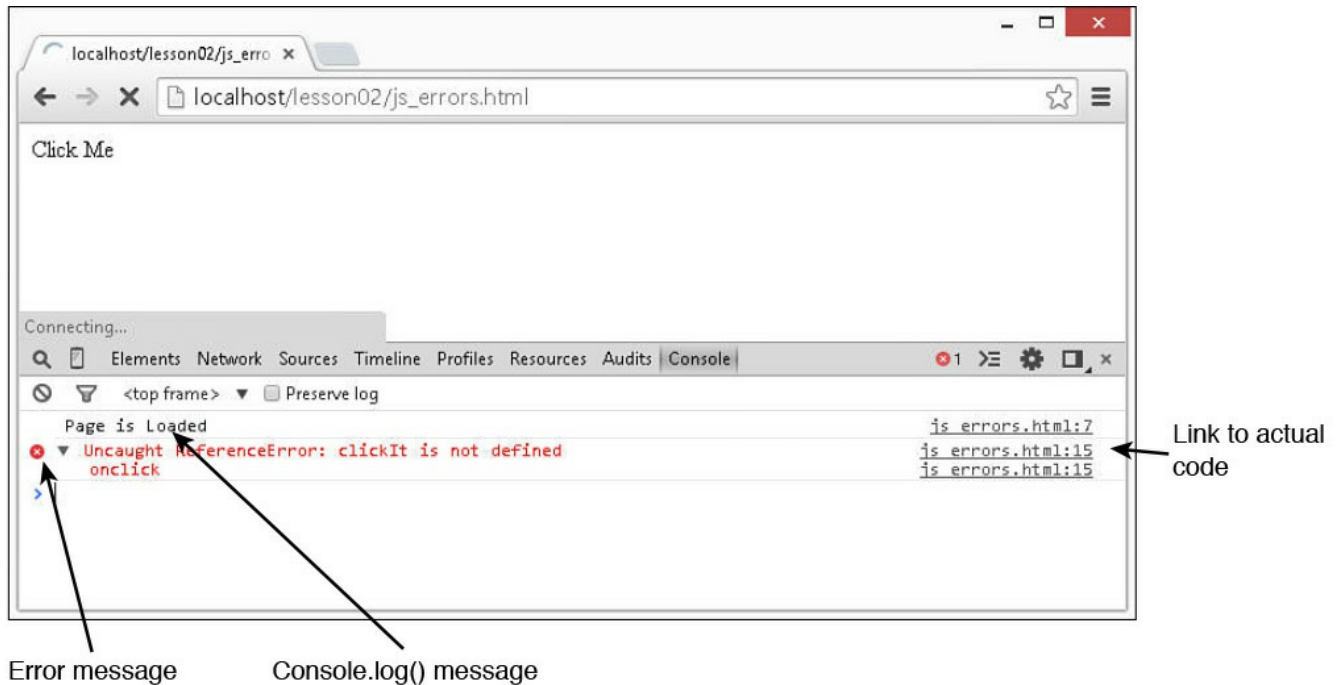 localhost/lesson02/js_erro
localhost/lesson02/js_errors.html
Click Me
Connecting...
Elements Network Sources Timeline Profiles Resources Audits Console 1
<top frame> Preserve log
Page is Loaded js_errors.html:7
Uncaught ReferenceError: clickIt is not defined js_errors.html:15
onclick js_errors.html:15
Link to actual
code
Error message Console.log() message